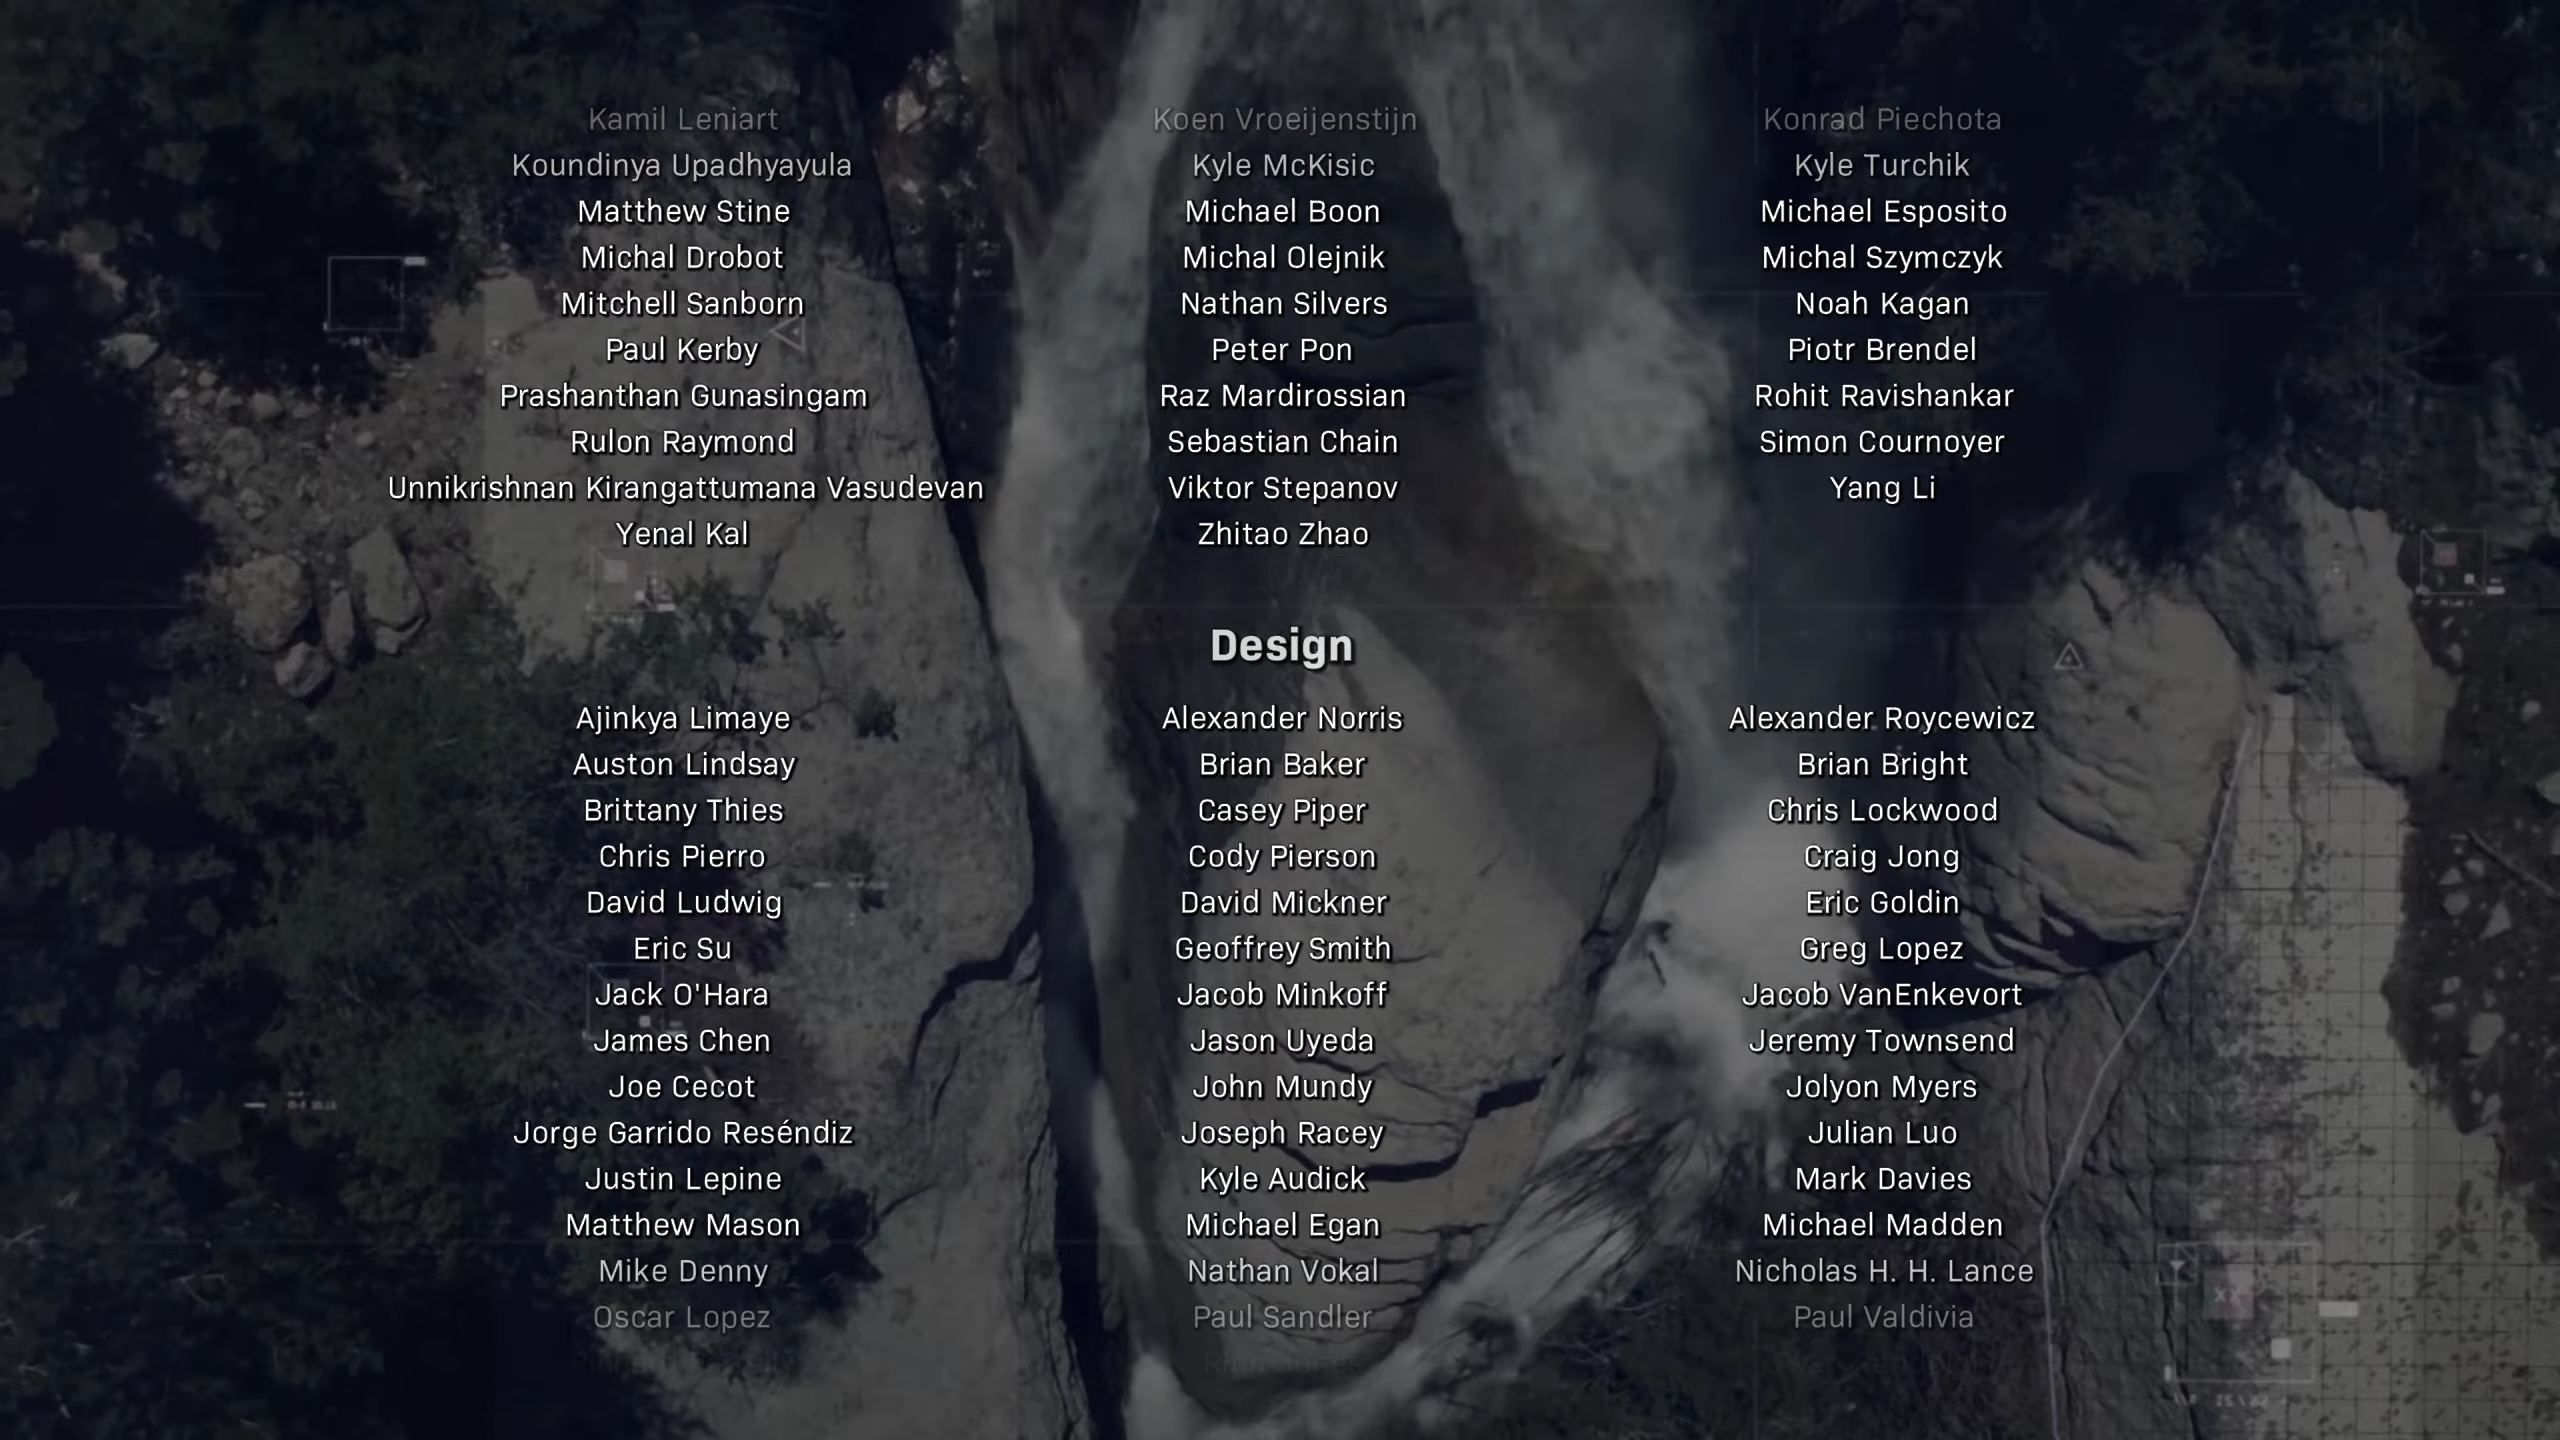 Kamil Leniart Koen Vroeijenstijn Konrad Piechota
Koundinya Upadhyayula Kyle McKisic Kyle Turchik
Matthew Stine Michael Boon Michael Esposito
Michal Drobot Michal Olejnik Michal Szymczyk
Mitchell Sanborn Nathan Silvers Noah Kagan
Paul Kerby Peter Pon Piotr Brendel
Prashanthan Gunasingam Raz Mardirossian Rohit Ravishankar
Rulon Raymond Sebastian Chain Simon Cournoyer
Unnikrishnan Kirangattumana Vasudevan Viktor Stepanov Yang Li
Yenal Kal Zhitao Zhao
Design
Ajinkya Limaye Alexander Norris Alexander Roycewicz
Auston Lindsay Brian Baker Brian Bright
Brittany Thies Casey Piper Chris Lockwood
Chris Pierro Cody Pierson Craig Jong
David Ludwig David Mickner Eric Goldin
Eric Su Geoffrey Smith Greg Lopez
Jack O'Hara Jacob Minkoff Jacob VanEnkevort
James Chen Jason Uyeda Jeremy Townsend
Joe Cecot John Mundy Jolyon Myers
Jorge Garrido Reséndiz Joseph Racey Julian Luo
Justin Lepine Kyle Audick Mark Davies
Matthew Mason Michael Egan Michael Madden
Mike Denny Nathan Vokal Nicholas H. H. Lance
Oscar Lopez Paul Sandler Paul Valdivia